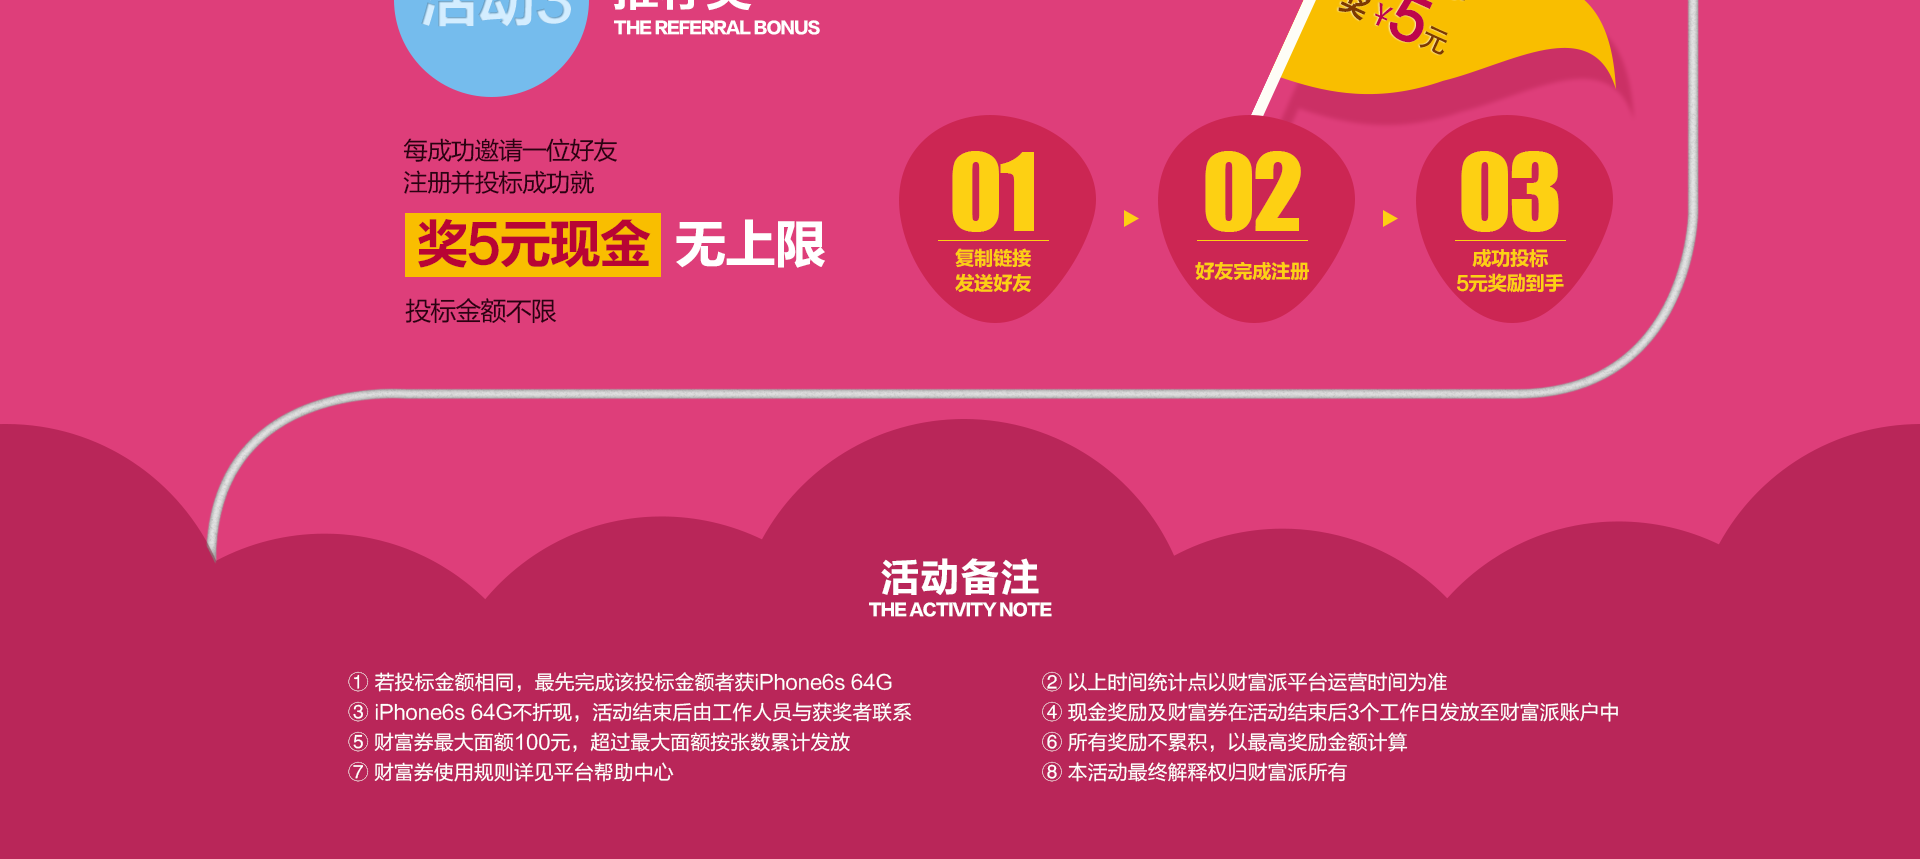 活动3
推荐奖
THE REFERRAL BONUS
奖¥5元
每成功邀请一位好友
注册并投标成功就
奖5元现金 无上限
投标金额不限
01
复制链接
发送好友
02
好友完成注册
03
成功投标
5元奖励到手
活动备注
THE ACTIVITY NOTE
① 若投标金额相同，最先完成该投标金额者获iPhone6s 64G
② 以上时间统计点以财富派平台运营时间为准
③ iPhone6s 64G不折现，活动结束后由工作人员与获奖者联系
④ 现金奖励及财富券在活动结束后3个工作日发放至财富派账户中
⑤ 财富券最大面额100元，超过最大面额按张数累计发放
⑥ 所有奖励不累积，以最高奖励金额计算
⑦ 财富券使用规则详见平台帮助中心
⑧ 本活动最终解释权归财富派所有